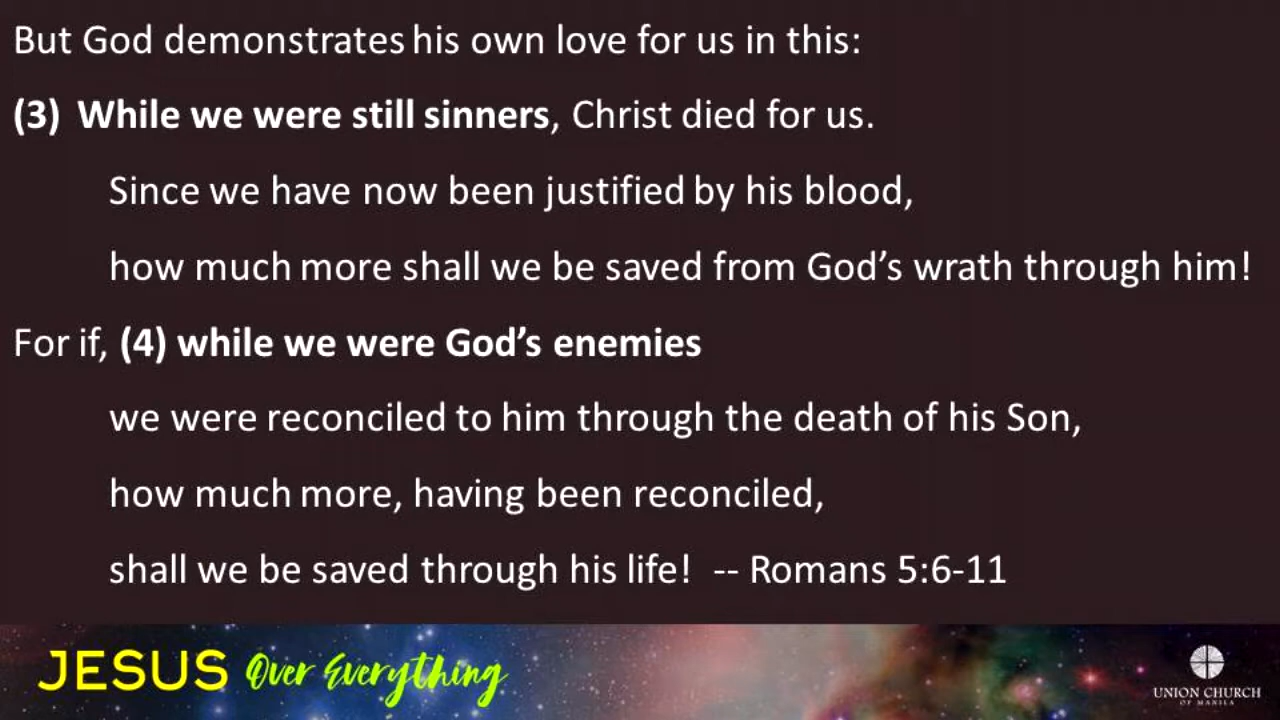 But God demonstrates his own love for us in this:
(3) While we were still sinners, Christ died for us.
Since we have now been justified by his blood,
how much more shall we be saved from God’s wrath through him!
For if, (4) while we were God’s enemies
we were reconciled to him through the death of his Son,
how much more, having been reconciled,
shall we be saved through his life! -- Romans 5:6-11
JESUS Over Everything
UNION CHURCH
OF MANILA